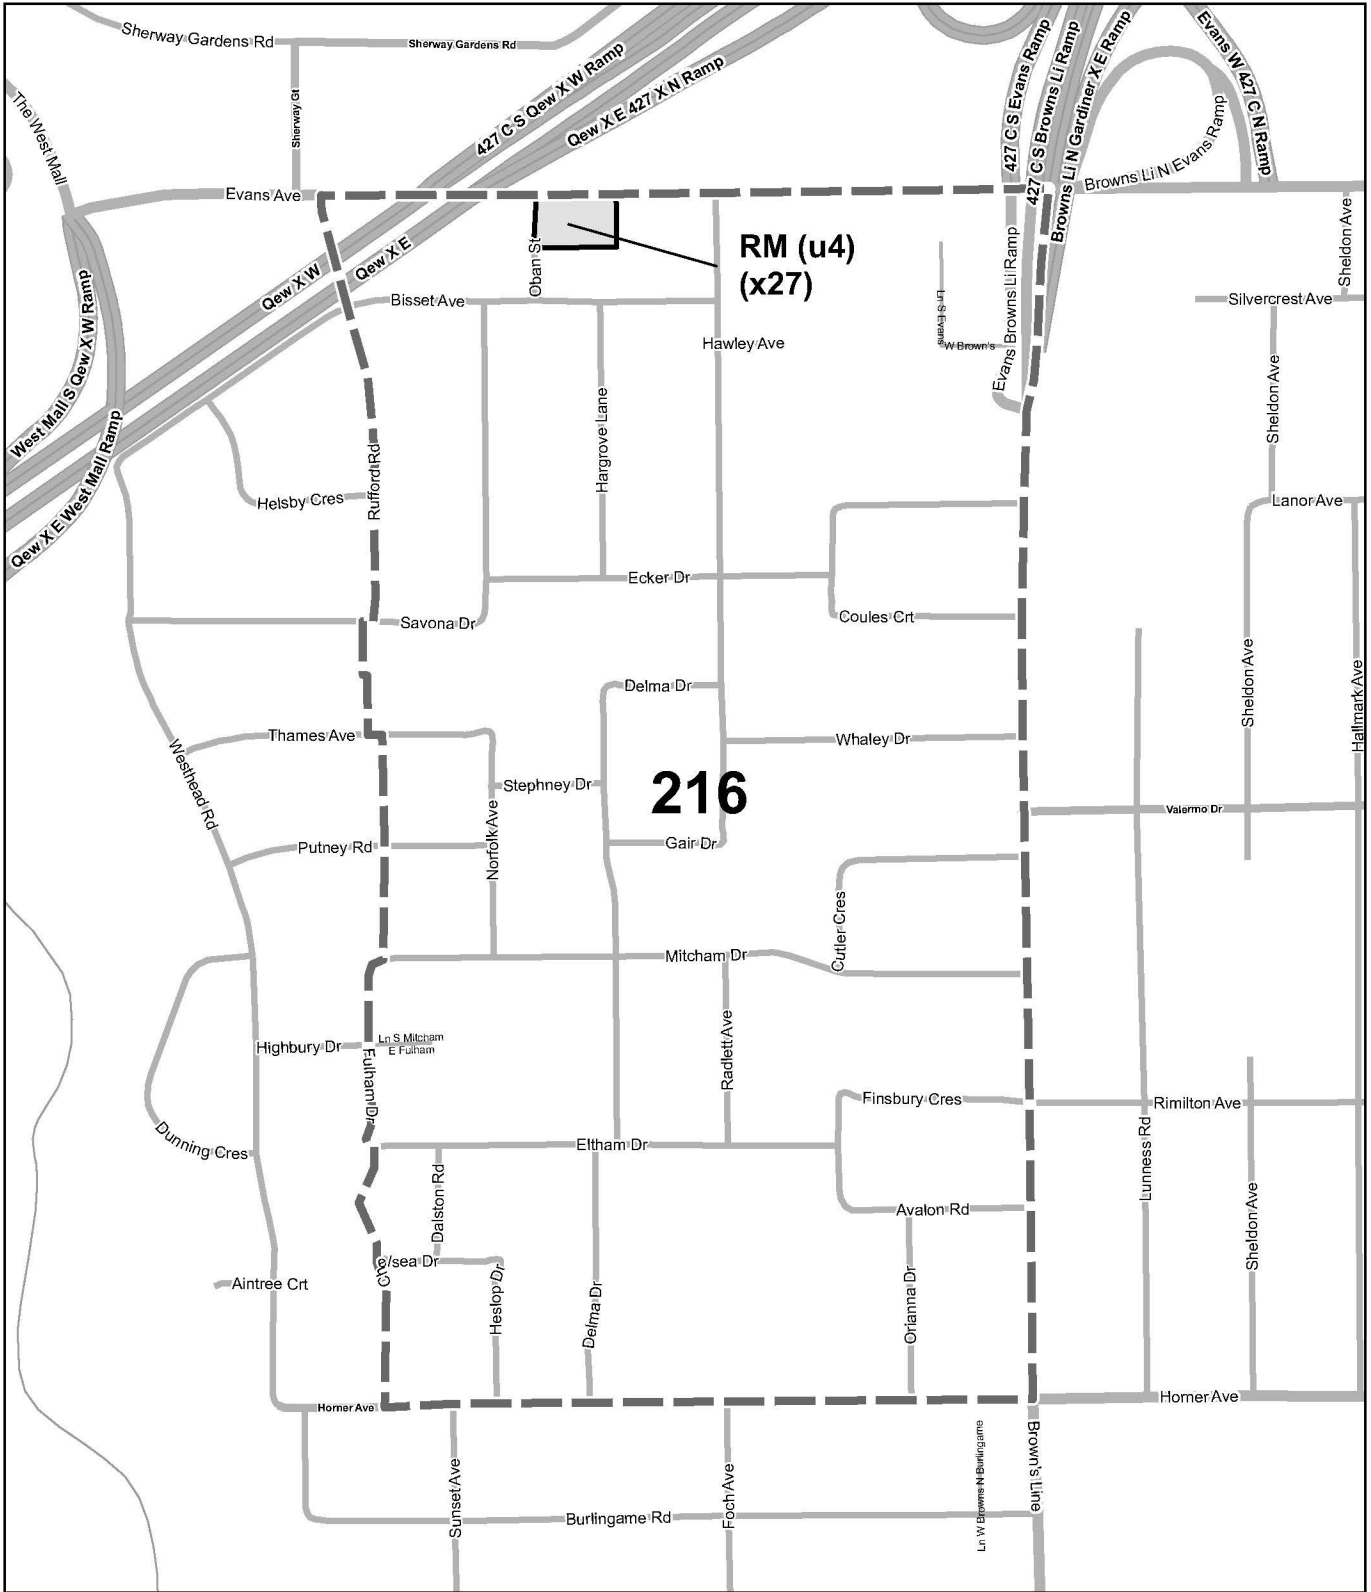 Sherway Gardens Rd
Sherway Gardens Rd
427 C S Qew X W Ramp
Qew X E 427 X N Ramp
427 C S Evans Ramp
427 C S Browns Li Ramp
Browns Li N Gardiner X E Ramp
Evans W 427 C N Ramp
Browns Li N Evans Ramp
The West Mall
Sherway Gt
Evans Ave
Sheldon Ave
RM (u4)
(x27)
Oban St
Qew X W
Qew X E
Bisset Ave
Hawley Ave
Ln S Evans
W Brown's
Evans Browns Li Ramp
Silvercrest Ave
West Mall S Qew X W Ramp
Qew X E West Mall Ramp
Sheldon Ave
Hargrove Lane
Rufford Rd
Helsby Cres
Lanor Ave
Ecker Dr
Savona Dr
Coules Crt
Delma Dr
Sheldon Ave
Hallmark Ave
Thames Ave
Whaley Dr
Westhead Rd
Stephney Dr
216
Valermo Dr
Norfolk Ave
Putney Rd
Gair Dr
Cutler Cres
Mitcham Dr
Highbury Dr
Ln S Mitcham
E Fulham
Fulham Dr
Radlett Ave
Finsbury Cres
Rimilton Ave
Dunning Cres
Eltham Dr
Lunness Rd
Dalston Rd
Avalon Rd
Sheldon Ave
Chelsea Dr
Aintree Crt
Heslop Dr
Delma Dr
Orianna Dr
Horner Ave
Horner Ave
Sunset Ave
Foch Ave
Ln W Browns N Burlingame
Brown's Line
Burlingame Rd